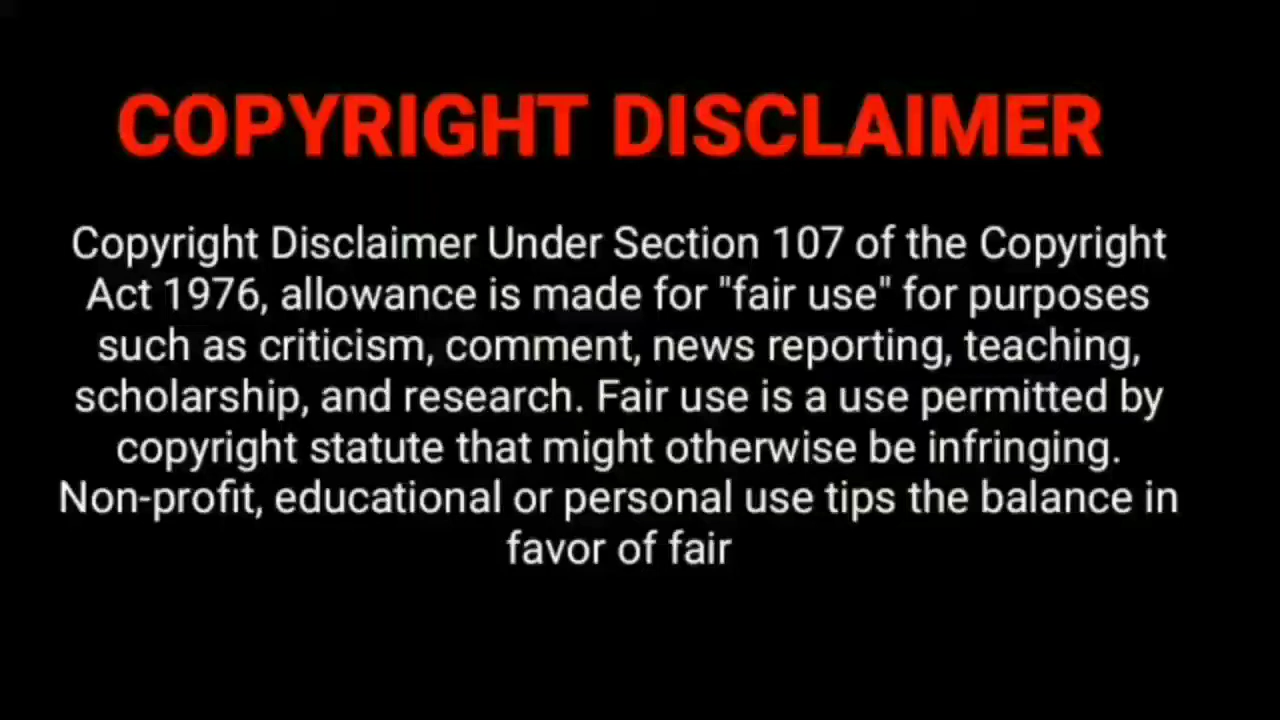 COPYRIGHT DISCLAIMER
Copyright Disclaimer Under Section 107 of the Copyright
Act 1976, allowance is made for "fair use" for purposes
such as criticism, comment, news reporting, teaching,
scholarship, and research. Fair use is a use permitted by
copyright statute that might otherwise be infringing.
Non-profit, educational or personal use tips the balance in
favor of fair